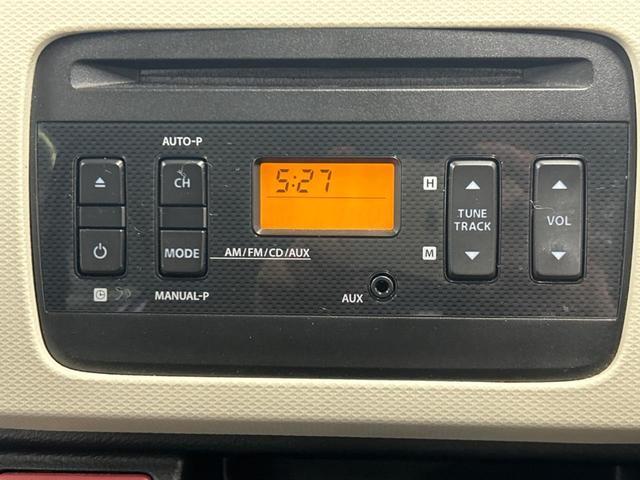 AUTO-P
CH
5:27
H
TUNE
TRACK
VOL
MODE
AM/FM/CD/AUX
M
MANUAL-P
AUX